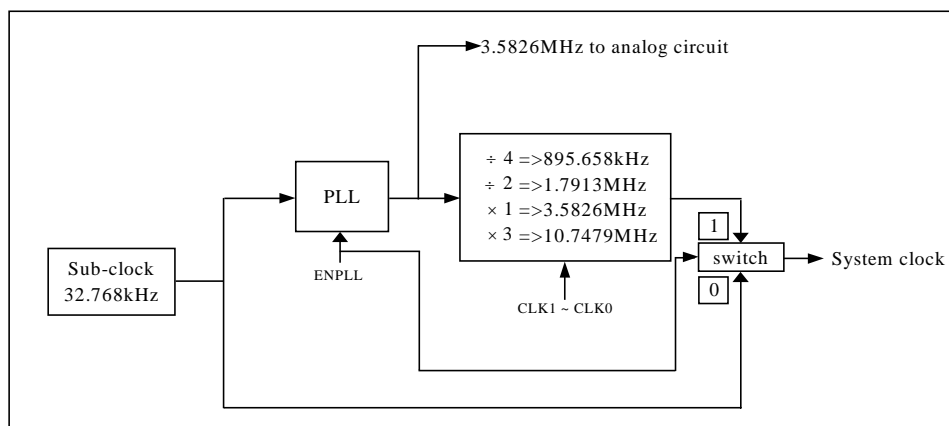 3.5826MHz to analog circuit
÷ 4 =>895.658kHz
÷ 2 =>1.7913MHz
× 1 =>3.5826MHz
× 3 =>10.7479MHz
PLL
1
switch
System clock
0
Sub-clock
32.768kHz
ENPLL
CLK1 ~ CLK0